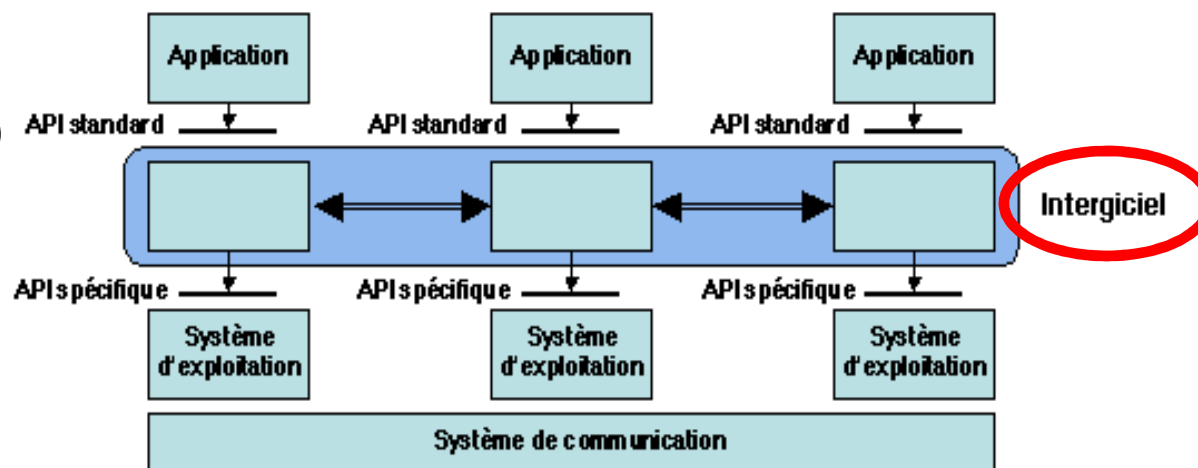 Application Application Application
API standard API standard API standard
Intergiciel
API spécifique API spécifique API spécifique
Système Système Système
d'exploitation d'exploitation d'exploitation
Système de communication